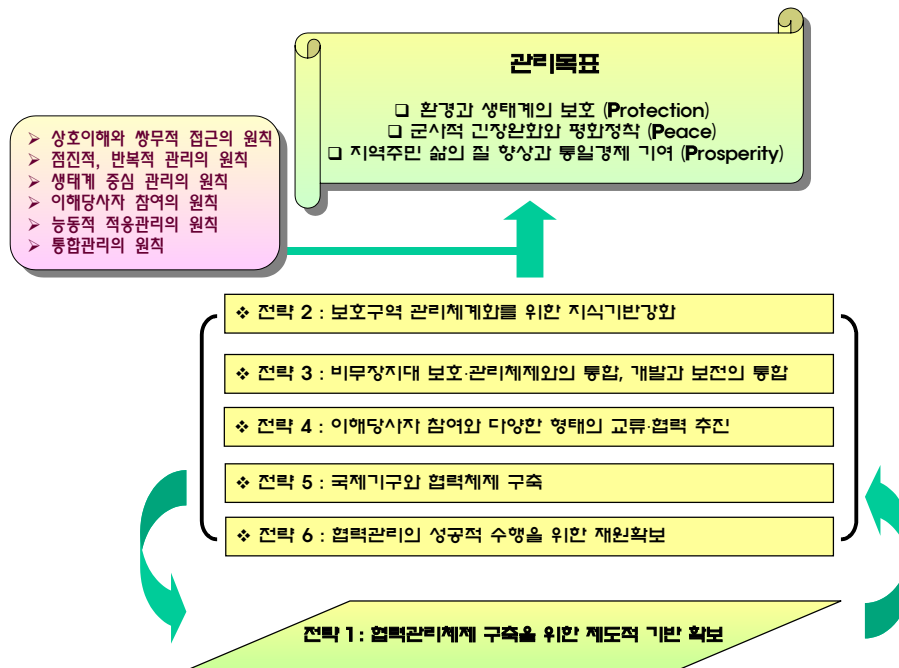 관리목표
❑ 환경과 생태계의 보호 (Protection)
❑ 군사적 긴장완화와 평화정착 (Peace)
❑ 지역주민 삶의 질 향상과 통일경제 기여 (Prosperity)
➢ 상호이해와 쌍무적 접근의 원칙
➢ 점진적, 반복적 관리의 원칙
➢ 생태계 중심 관리의 원칙
➢ 이해당사자 참여의 원칙
➢ 능동적 적응관리의 원칙
➢ 통합관리의 원칙
❖ 전략 2 : 보호구역 관리체계화를 위한 지식기반강화
❖ 전략 3 : 비무장지대 보호·관리체제와의 통합, 개발과 보전의 통합
❖ 전략 4 : 이해당사자 참여와 다양한 형태의 교류·협력 추진
❖ 전략 5 : 국제기구와 협력체제 구축
❖ 전략 6 : 협력관리의 성공적 수행을 위한 재원확보
전략 1 : 협력관리체제 구축을 위한 제도적 기반 확보